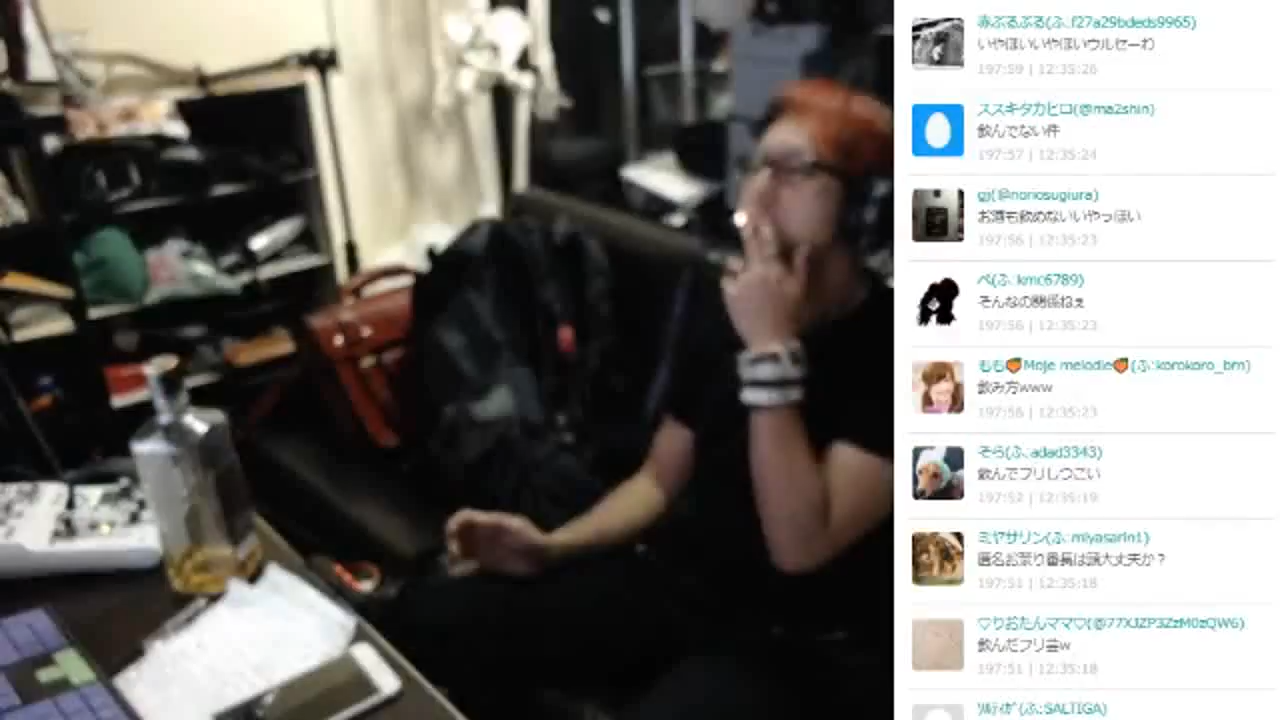 赤ぶるぶる(ふ:f27a29bdeds9965)
いやほいいやほいウルセーわ
197:59 | 12:35:26
ススキタカヒロ(@ma2shin)
飲んでない件
197:57 | 12:35:24
gj(@noriosugiura)
お酒も飲めないいやっほい
197:56 | 12:35:23
ペ(ふ:kmc6789)
そんなの関係ねぇ
197:56 | 12:35:23
もも🍑Moje melodie🍑(ふ:korokoro_bm)
飲み方www
197:56 | 12:35:23
そら(ふ:adad3343)
飲んでフリしつこい
197:52 | 12:35:19
ミヤサリン(ふ:miyasarin1)
匿名お祭り番長は頭大丈夫か？
197:51 | 12:35:18
♡りおたんママ♡(@77XJZP3ZzM0zQW6)
飲んだフリ芸w
197:51 | 12:35:18
(ふ:SALTIGA)